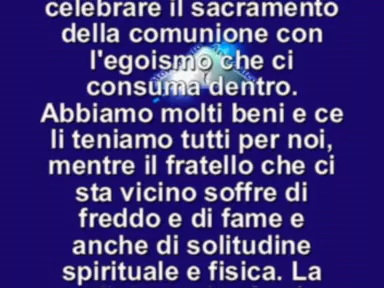 celebrare il sacramento
della comunione con
l'egoismo che ci
consuma dentro.
Abbiamo molti beni e ce
li teniamo tutti per noi,
mentre il fratello che ci
sta vicino soffre di
freddo e di fame e
anche di solitudine
spirituale e fisica. La